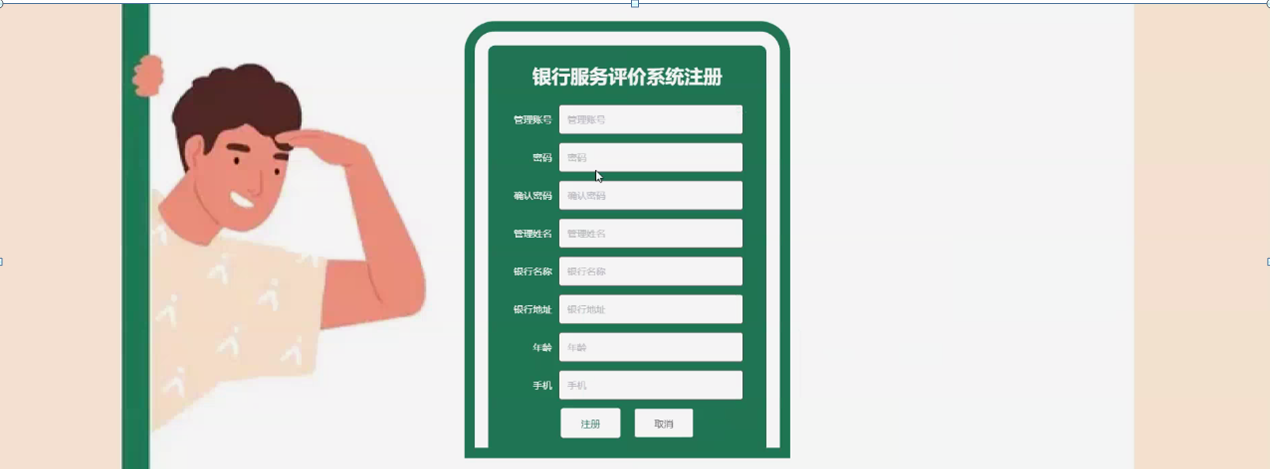 银行服务评价系统注册
管理账号 管理账号
密码 密码
确认密码 确认密码
管理姓名 管理姓名
银行名称 银行名称
银行地址 银行地址
年龄 年龄
手机 手机
注册 取消